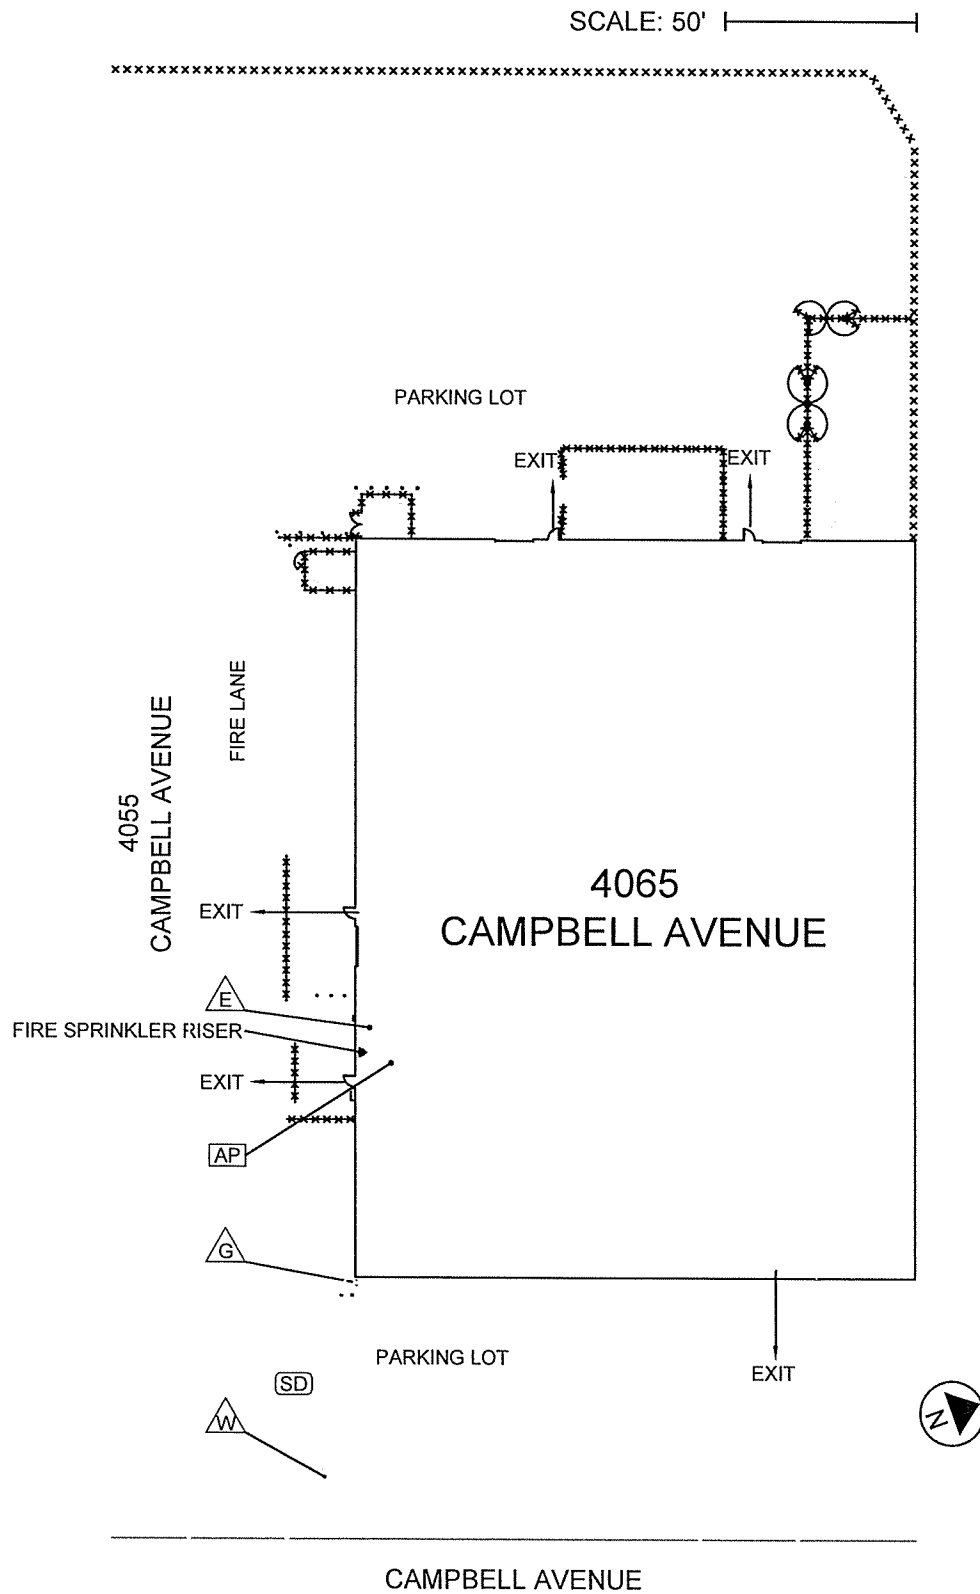 SCALE: 50'
PARKING LOT
EXIT
EXIT
FIRE LANE
4055
CAMPBELL AVENUE
4065
CAMPBELL AVENUE
EXIT
E
FIRE SPRINKLER RISER
EXIT
AP
G
PARKING LOT
EXIT
SD
W
N
CAMPBELL AVENUE